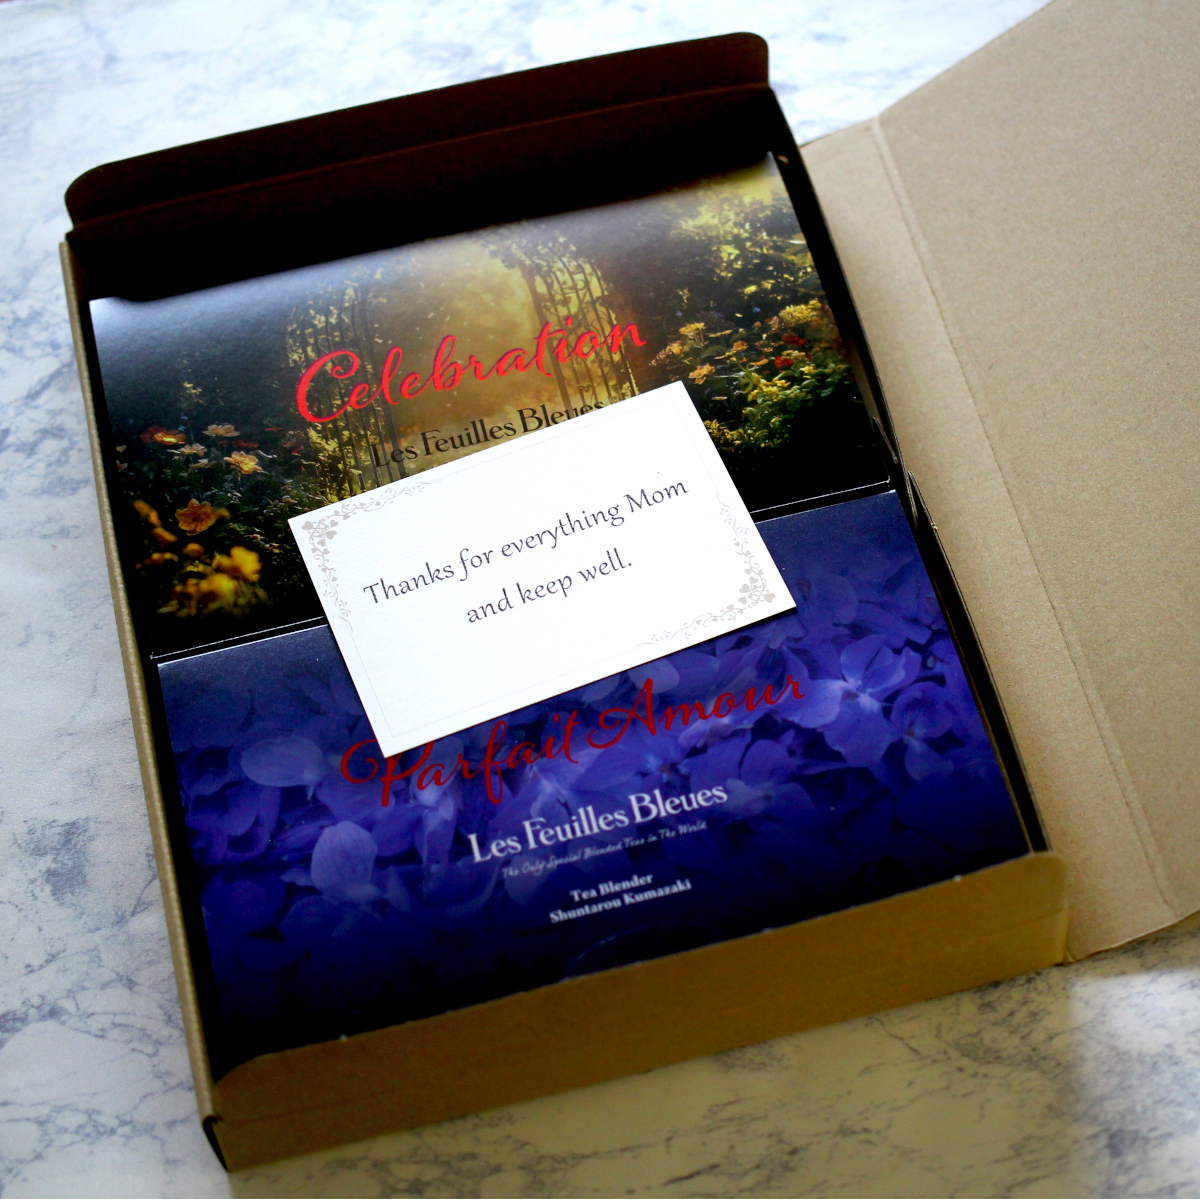 Celebration
Les Feuilles Bleues
Thanks for everything Mom
and keep well.
Parfait Amour
Les Feuilles Bleues
The Only Special Blended Teas in The World
Tea Blender
Shuntarou Kumazaki